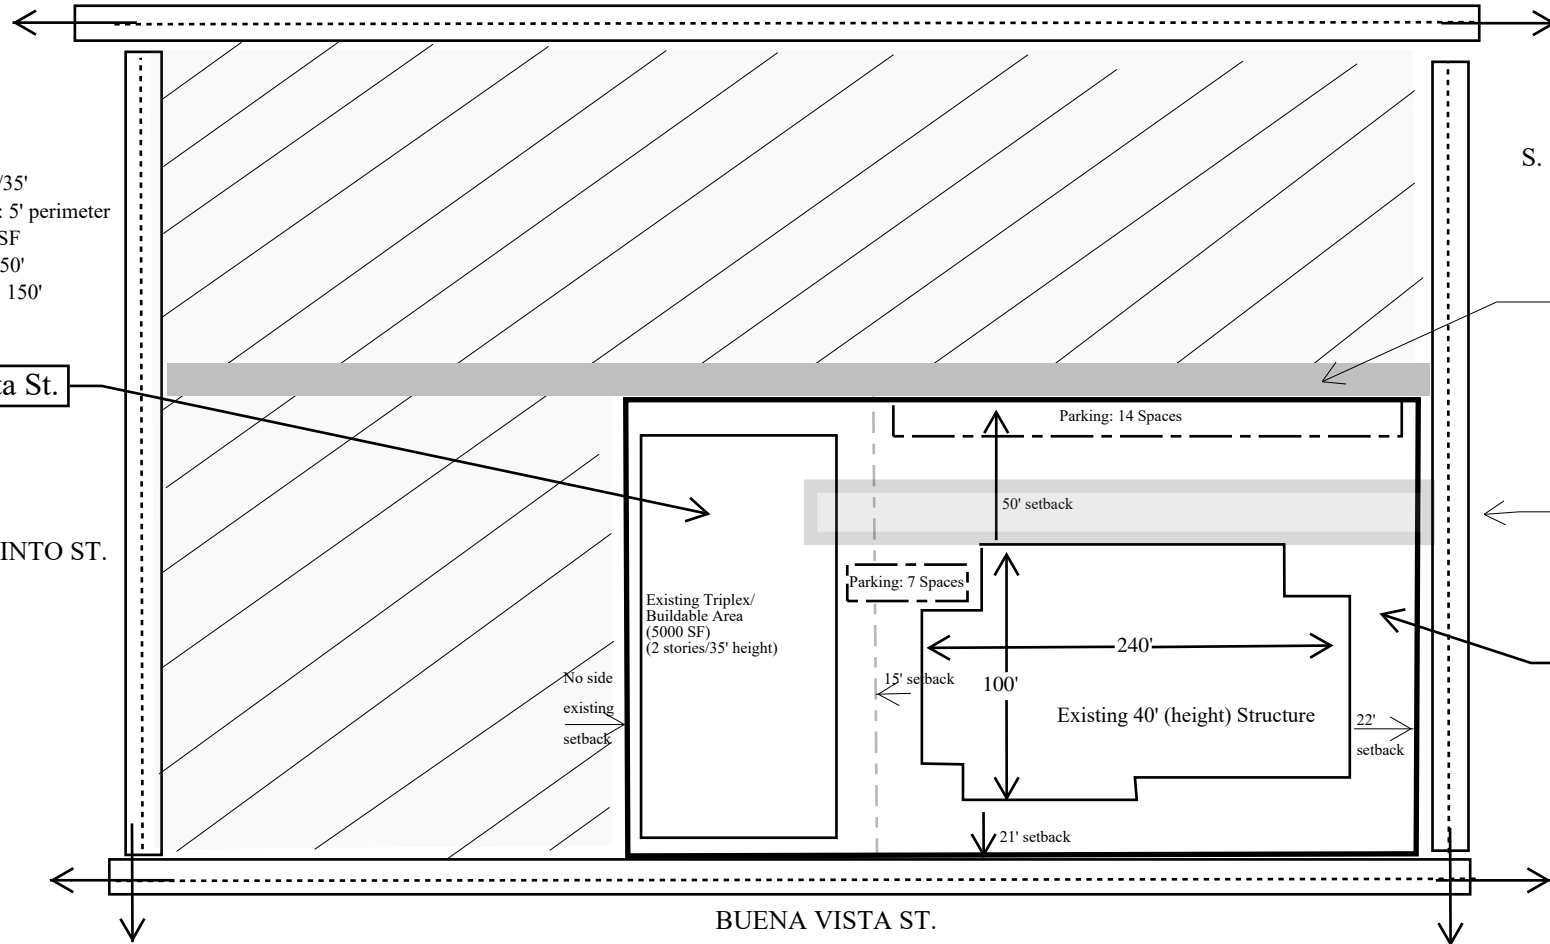 S.
/35'
: 5' perimeter
SF
50'
150'
ta St.
Parking: 14 Spaces
50' setback
INTO ST.
Parking: 7 Spaces
Existing Triplex/
Buildable Area
(5000 SF)
(2 stories/35' height)
240'
No side
existing
setback
15' setback
100'
Existing 40' (height) Structure
22'
setback
21' setback
BUENA VISTA ST.